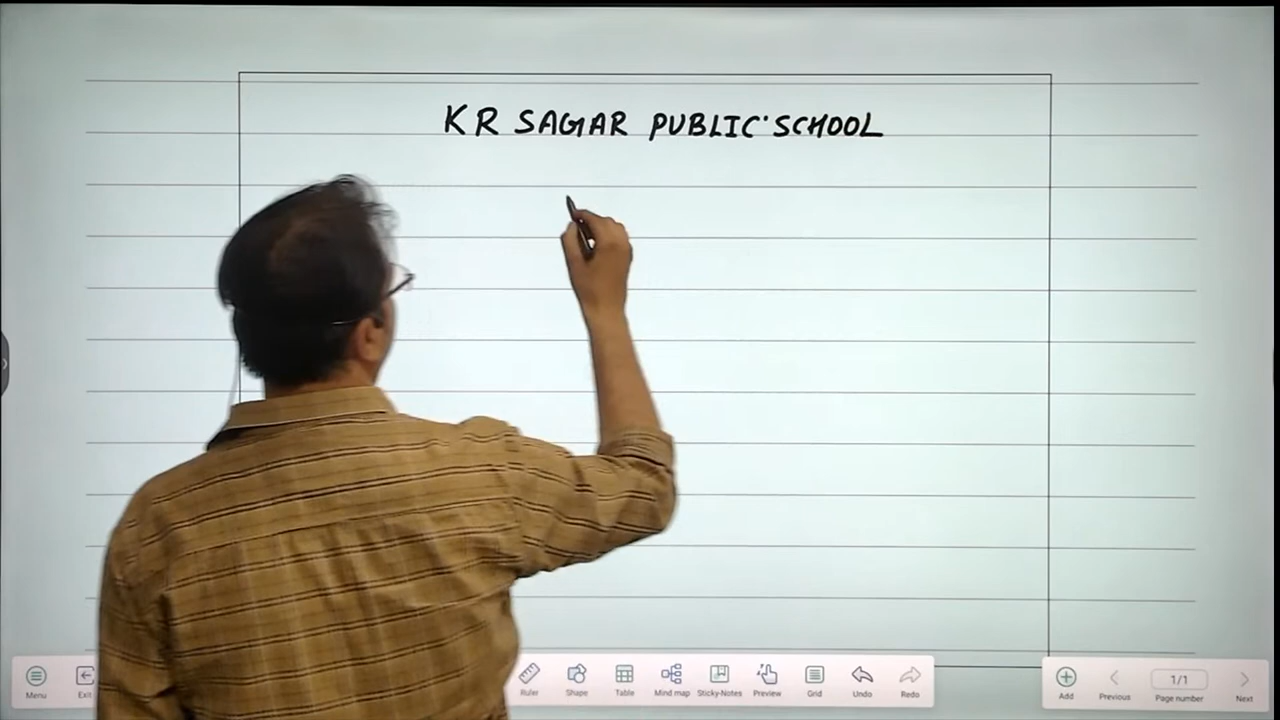 KR SAGAR PUBLIC SCHOOL
Menu
Exit
Ruler
Shape
Table
Mind map
Sticky-Notes
Preview
Grid
Undo
Redo
Add
Previous
1/1
Page number
Next